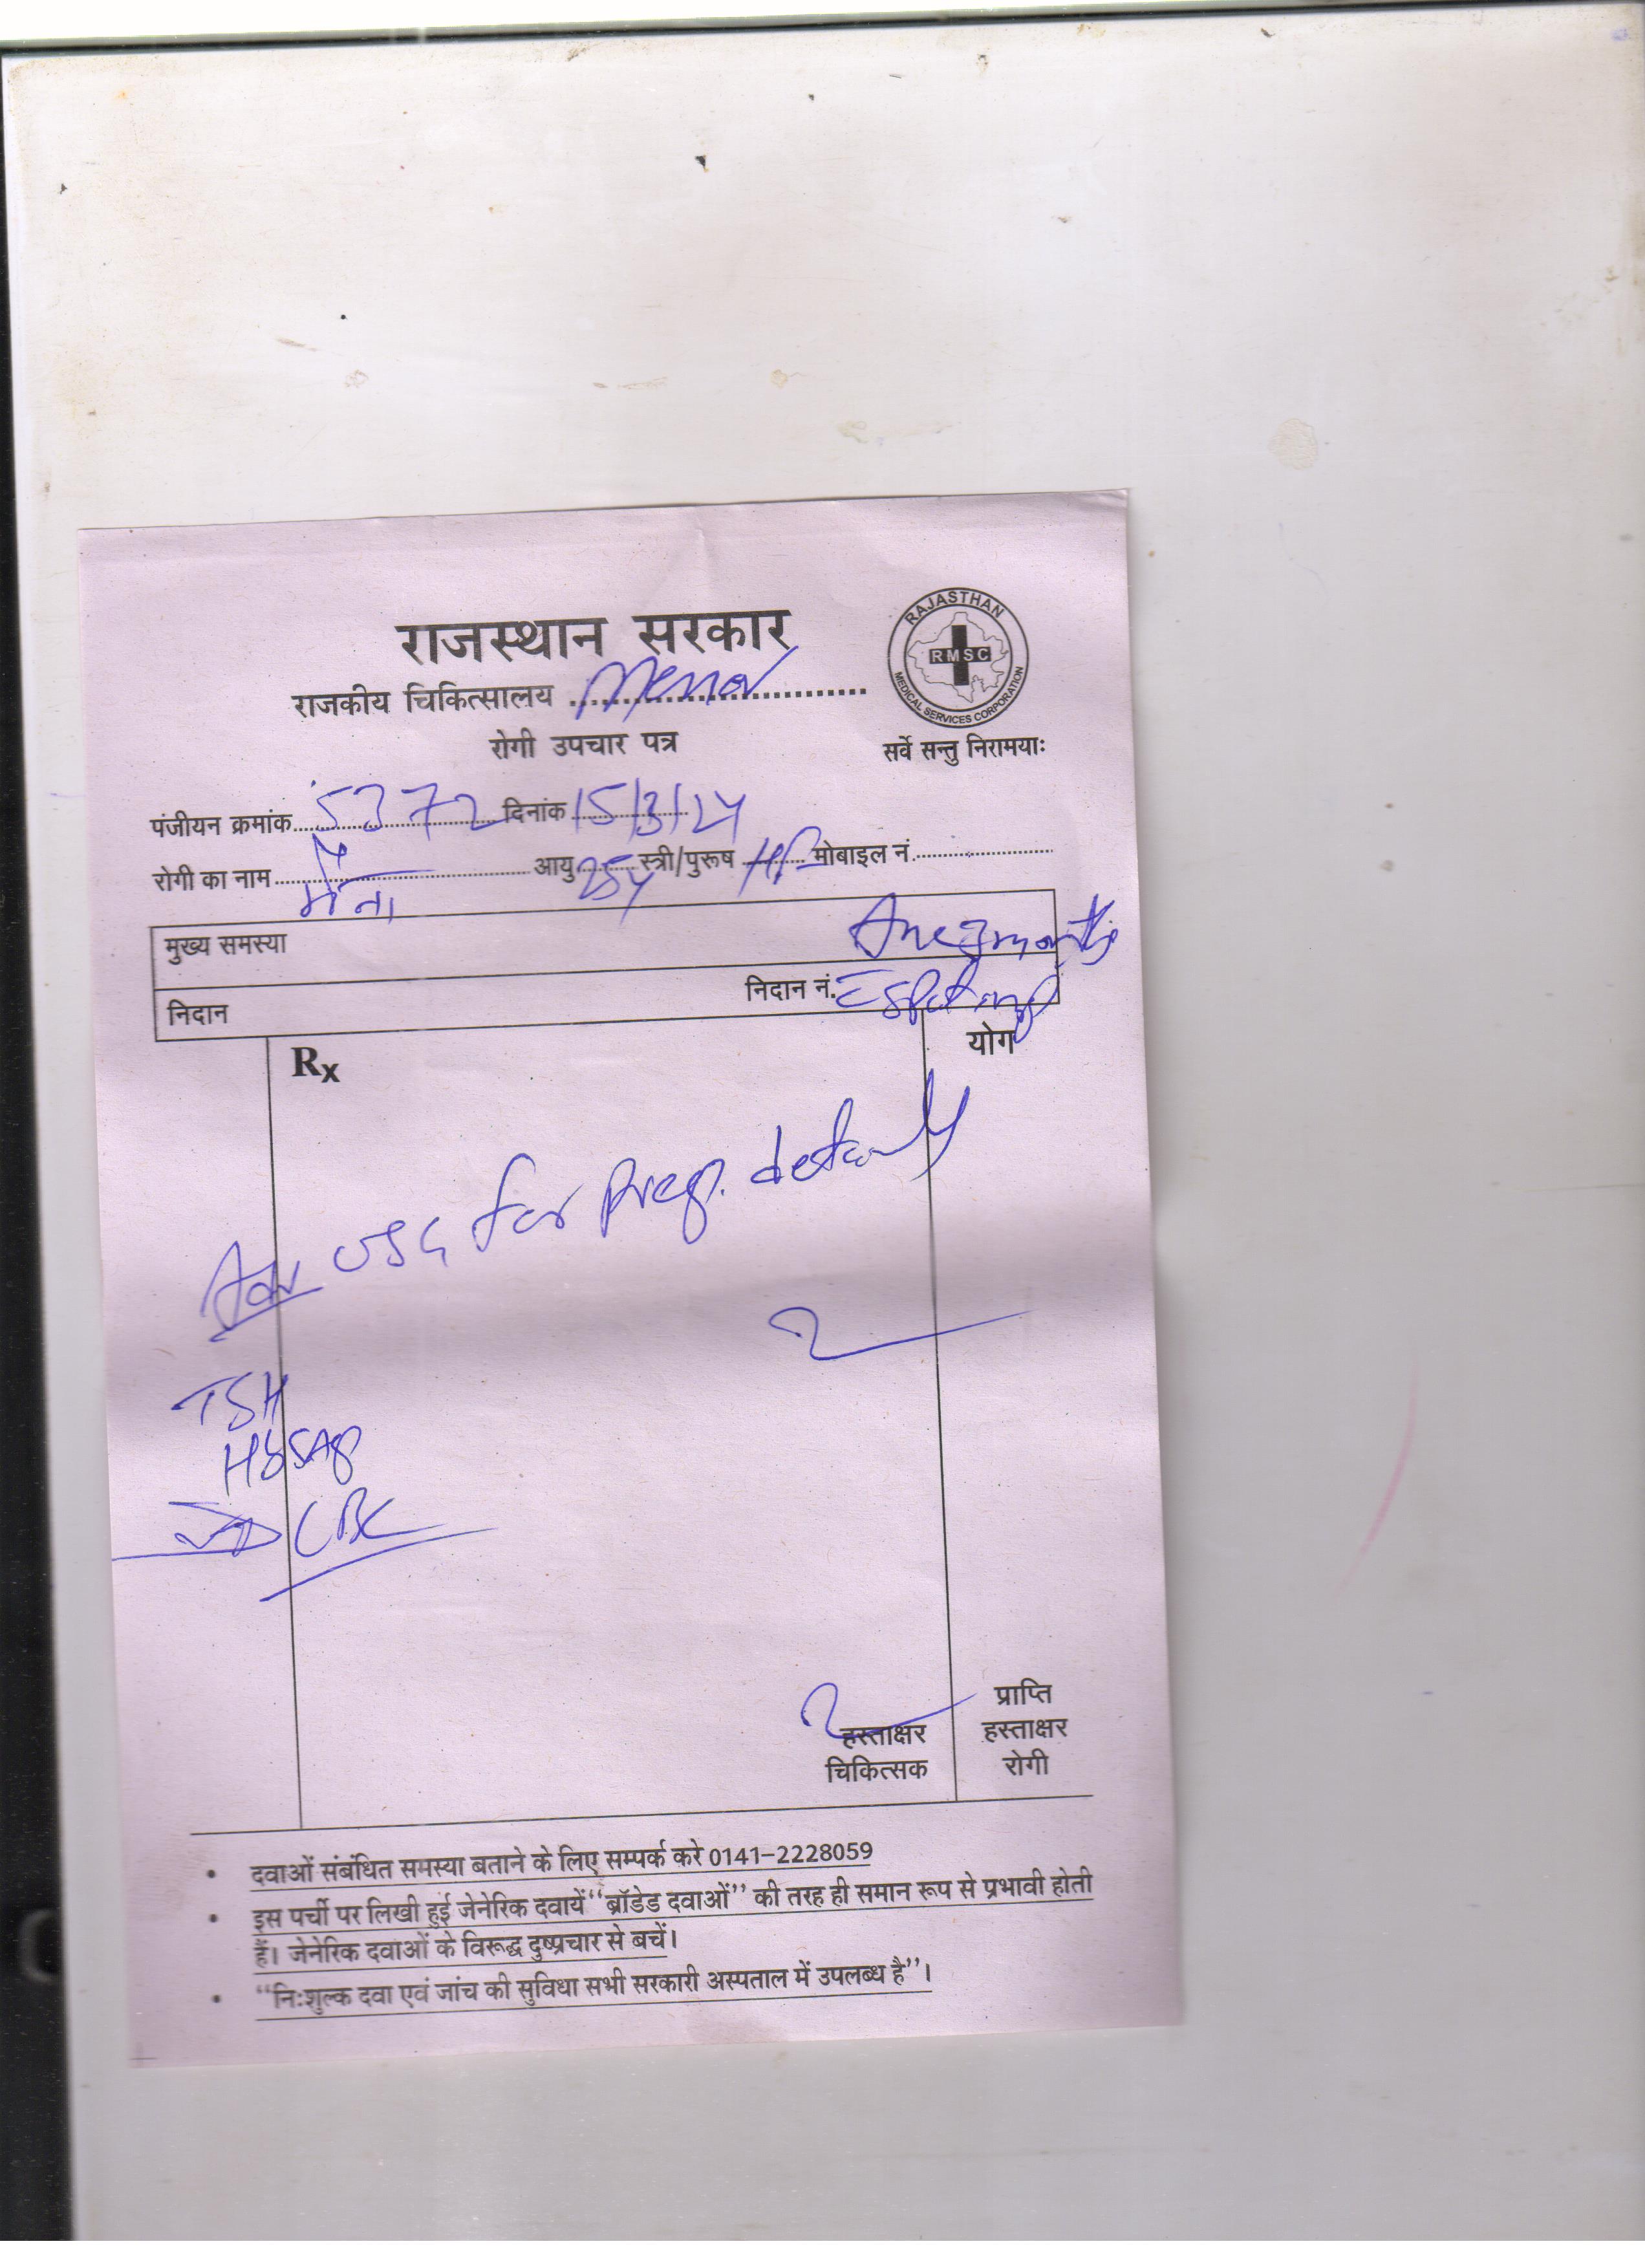 राजस्थान सरकार
RAJASTHAN
RMSC
MEDICAL SERVICES CORPORATION
राजकीय चिकित्सालय Menar
रोगी उपचार पत्र
सर्वे सन्तु निरामयाः
पंजीयन क्रमांक 5372 दिनांक 15/3/24
रोगी का नाम मैना आयु 25y स्त्री/पुरूष मोबाइल नं.
मुख्य समस्या
निदान निदान नं.
Rx योग
Adv USG for Preg.
TSH
HbsAg
CBC
प्राप्ति
हस्ताक्षर हस्ताक्षर
चिकित्सक रोगी
• दवाओं संबंधित समस्या बताने के लिए सम्पर्क करे 0141-2228059
• इस पर्ची पर लिखी हुई जेनेरिक दवायें "ब्रॉडेड दवाओं" की तरह ही समान रूप से प्रभावी होती
हैं। जेनेरिक दवाओं के विरूद्ध दुष्प्रचार से बचें।
• "निःशुल्क दवा एवं जांच की सुविधा सभी सरकारी अस्पताल में उपलब्ध है"।